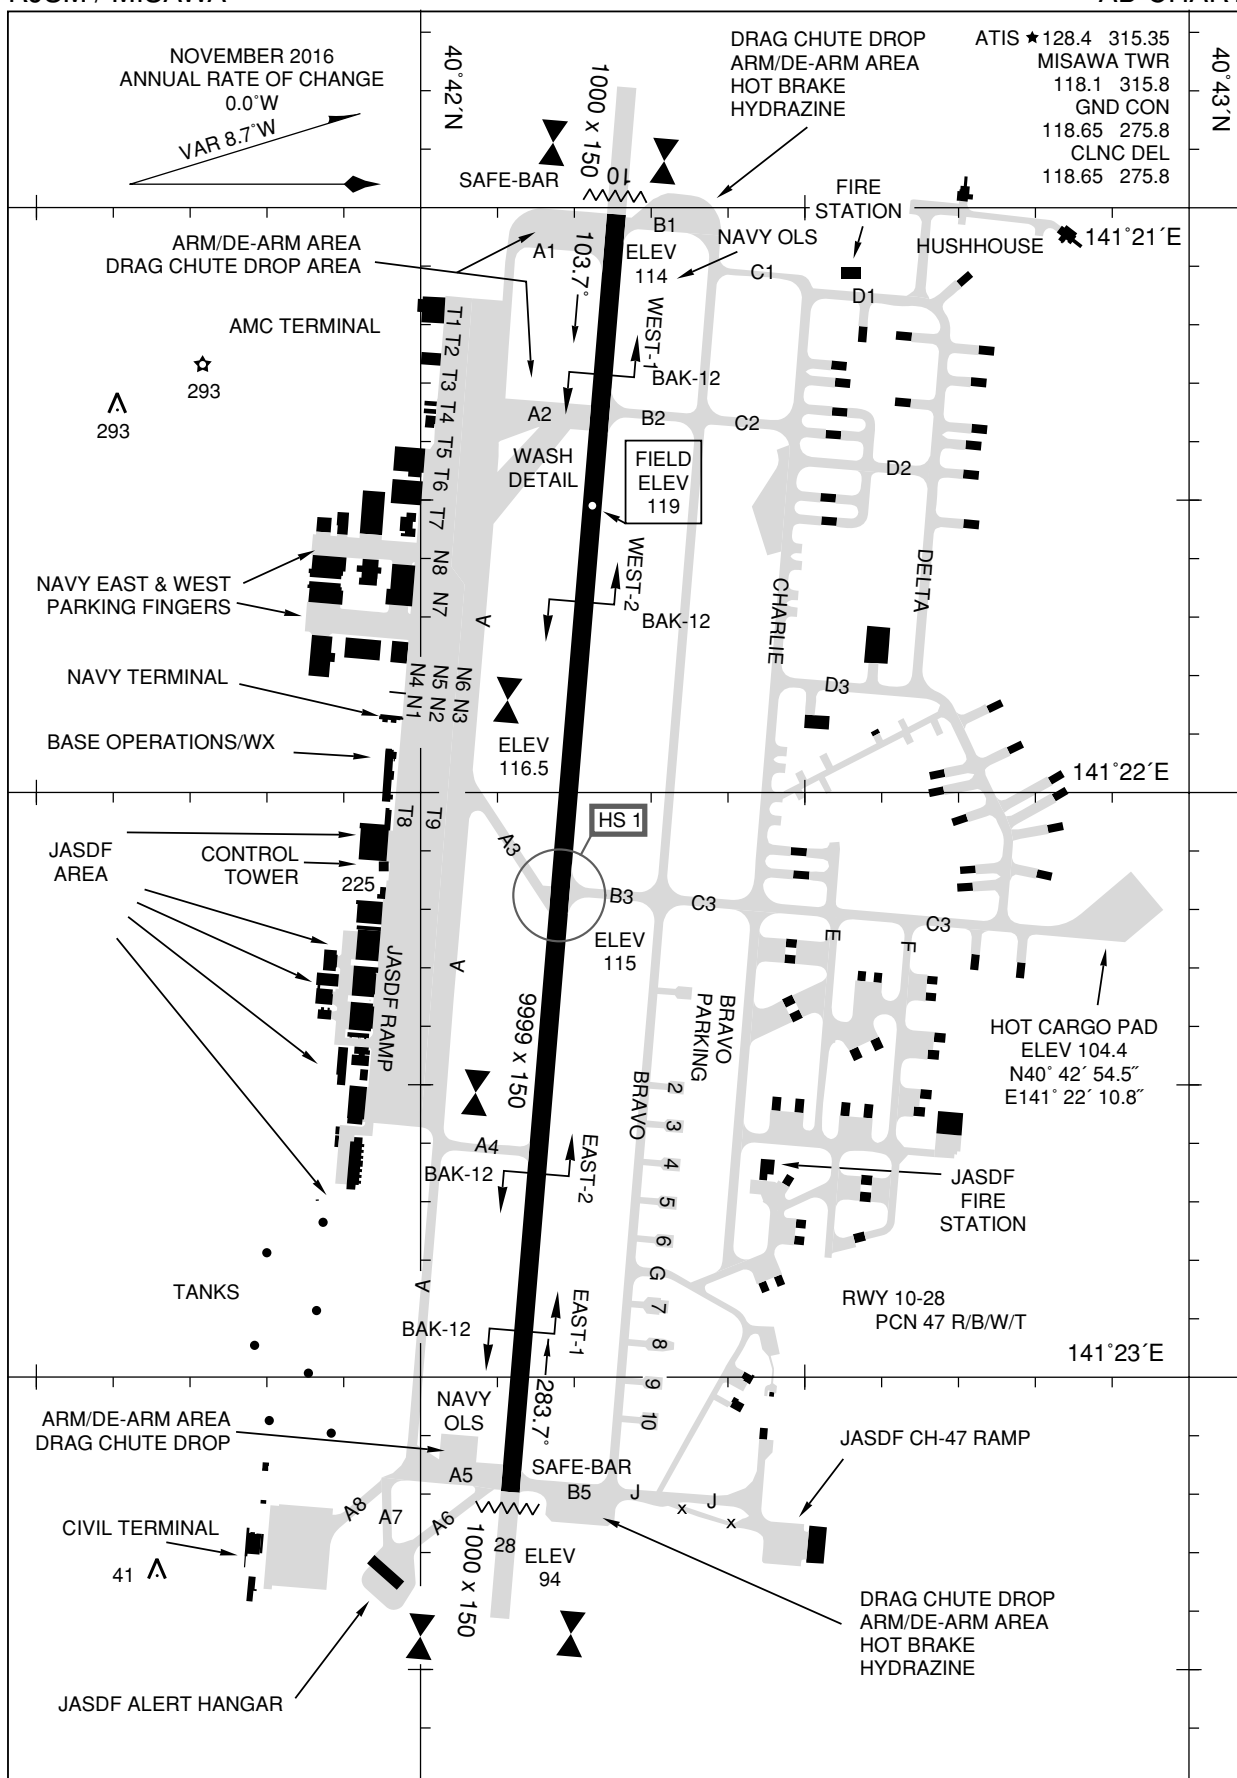 NOVEMBER 2016
ANNUAL RATE OF CHANGE
0.0°W
VAR 8.7°W
40°42´N
DRAG CHUTE DROP
ARM/DE-ARM AREA
HOT BRAKE
HYDRAZINE
ATIS ★ 128.4 315.35
MISAWA TWR
118.1 315.8
GND CON
118.65 275.8
CLNC DEL
118.65 275.8
40°43´N
1000 x 150
SAFE-BAR
10
FIRE
STATION
HUSHHOUSE
141°21´E
ARM/DE-ARM AREA
DRAG CHUTE DROP AREA
A1
103.7°
B1
ELEV
114
NAVY OLS
C1
D1
AMC TERMINAL
293
293
T1
T2
T3
T4
T5
T6
T7
WEST-1
BAK-12
A2
B2
C2
D2
WASH
DETAIL
FIELD
ELEV
119
WEST-2
BAK-12
NAVY EAST & WEST
PARKING FINGERS
N8
N7
A
CHARLIE
DELTA
NAVY TERMINAL
N4 N5 N6
N1 N2 N3
D3
BASE OPERATIONS/WX
ELEV
116.5
141°22´E
T8 T9
HS 1
JASDF
AREA
CONTROL
TOWER
225
A3
B3
C3
C3
E
F
ELEV
115
JASDF RAMP
A
9999 x 150
BRAVO
PARKING
BRAVO
HOT CARGO PAD
ELEV 104.4
N40° 42´ 54.5˝
E141° 22´ 10.8˝
2
3
4
5
6
G
7
8
9
10
A4
BAK-12
EAST-2
JASDF
FIRE
STATION
TANKS
A
BAK-12
EAST-1
RWY 10-28
PCN 47 R/B/W/T
141°23´E
283.7°
NAVY
OLS
ARM/DE-ARM AREA
DRAG CHUTE DROP
JASDF CH-47 RAMP
A5
SAFE-BAR
B5
J
J
x
x
A8
A7
A6
CIVIL TERMINAL
41
1000 x 150
28
ELEV
94
DRAG CHUTE DROP
ARM/DE-ARM AREA
HOT BRAKE
HYDRAZINE
JASDF ALERT HANGAR